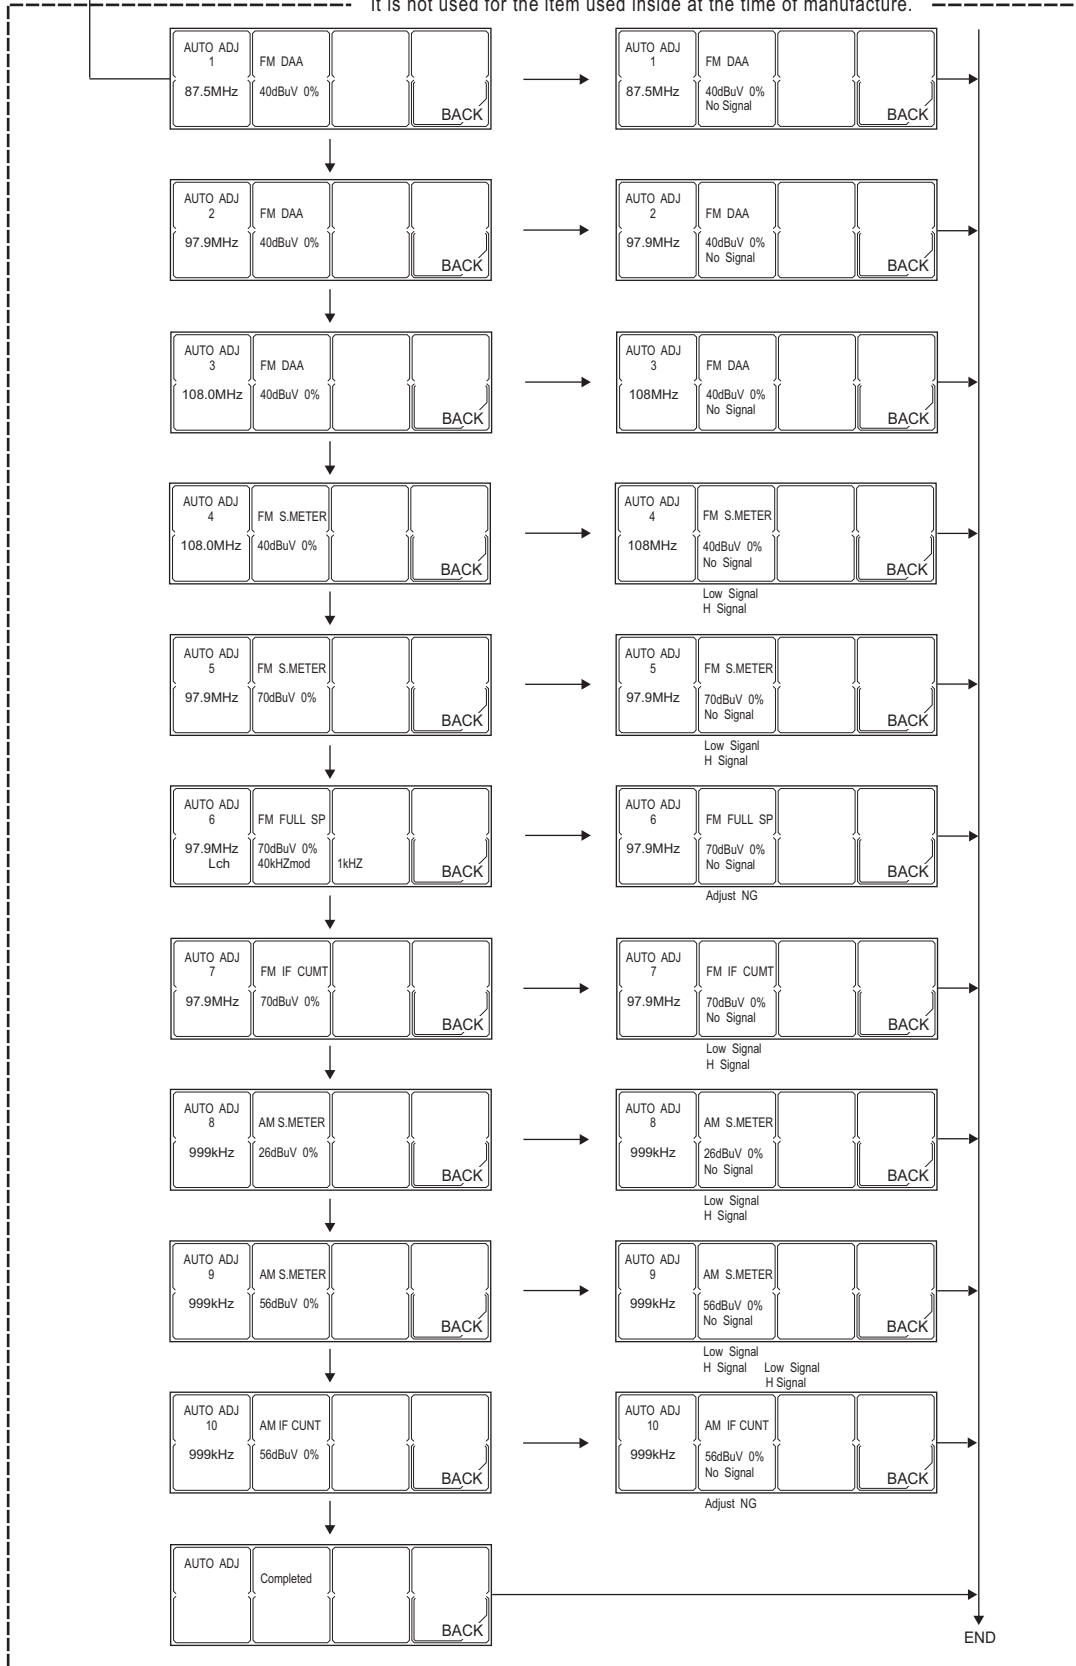 It is not used for the item used inside at the time of manufacture.
AUTO ADJ
1
FM DAA
87.5MHz
40dBuV 0%
BACK
AUTO ADJ
1
FM DAA
87.5MHz
40dBuV 0%
No Signal
BACK
AUTO ADJ
2
FM DAA
97.9MHz
40dBuV 0%
BACK
AUTO ADJ
2
FM DAA
97.9MHz
40dBuV 0%
No Signal
BACK
AUTO ADJ
3
FM DAA
108.0MHz
40dBuV 0%
BACK
AUTO ADJ
3
FM DAA
108MHz
40dBuV 0%
No Signal
BACK
AUTO ADJ
4
FM S.METER
108.0MHz
40dBuV 0%
BACK
AUTO ADJ
4
FM S.METER
108MHz
40dBuV 0%
No Signal
BACK
Low Signal
H Signal
AUTO ADJ
5
FM S.METER
97.9MHz
70dBuV 0%
BACK
AUTO ADJ
5
FM S.METER
97.9MHz
70dBuV 0%
No Signal
BACK
Low Siganl
H Signal
AUTO ADJ
6
FM FULL SP
97.9MHz
Lch
70dBuV 0%
40kHZmod
1kHZ
BACK
AUTO ADJ
6
FM FULL SP
97.9MHz
70dBuV 0%
No Signal
BACK
Adjust NG
AUTO ADJ
7
FM IF CUMT
97.9MHz
70dBuV 0%
BACK
AUTO ADJ
7
FM IF CUMT
97.9MHz
70dBuV 0%
No Signal
BACK
Low Signal
H Signal
AUTO ADJ
8
AM S.METER
999kHz
26dBuV 0%
BACK
AUTO ADJ
8
AM S.METER
999kHz
26dBuV 0%
No Signal
BACK
Low Signal
H Signal
AUTO ADJ
9
AM S.METER
999kHz
56dBuV 0%
BACK
AUTO ADJ
9
AM S.METER
999kHz
56dBuV 0%
No Signal
BACK
Low Signal
H Signal
Low Signal
H Signal
AUTO ADJ
10
AM IF CUNT
999kHz
56dBuV 0%
BACK
AUTO ADJ
10
AM IF CUNT
999kHz
56dBuV 0%
No Signal
BACK
Adjust NG
AUTO ADJ
Completed
BACK
END